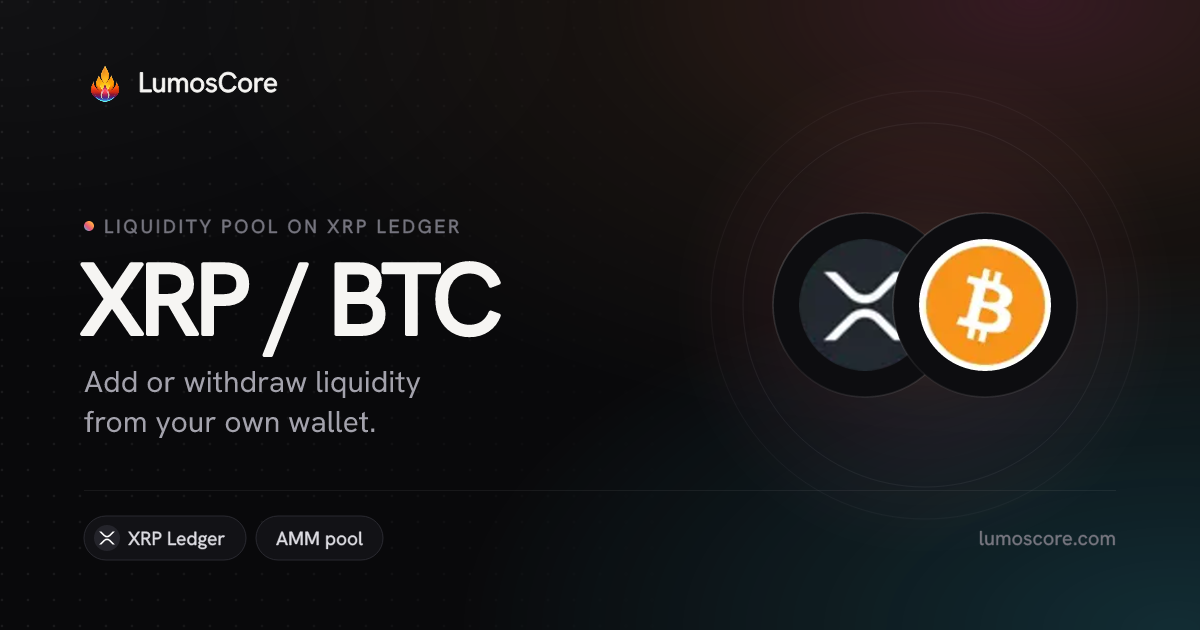 LumosCore
LIQUIDITY POOL ON XRP LEDGER
XRP / BTC
Add or withdraw liquidity
from your own wallet.
XRP Ledger
AMM pool
lumoscore.com